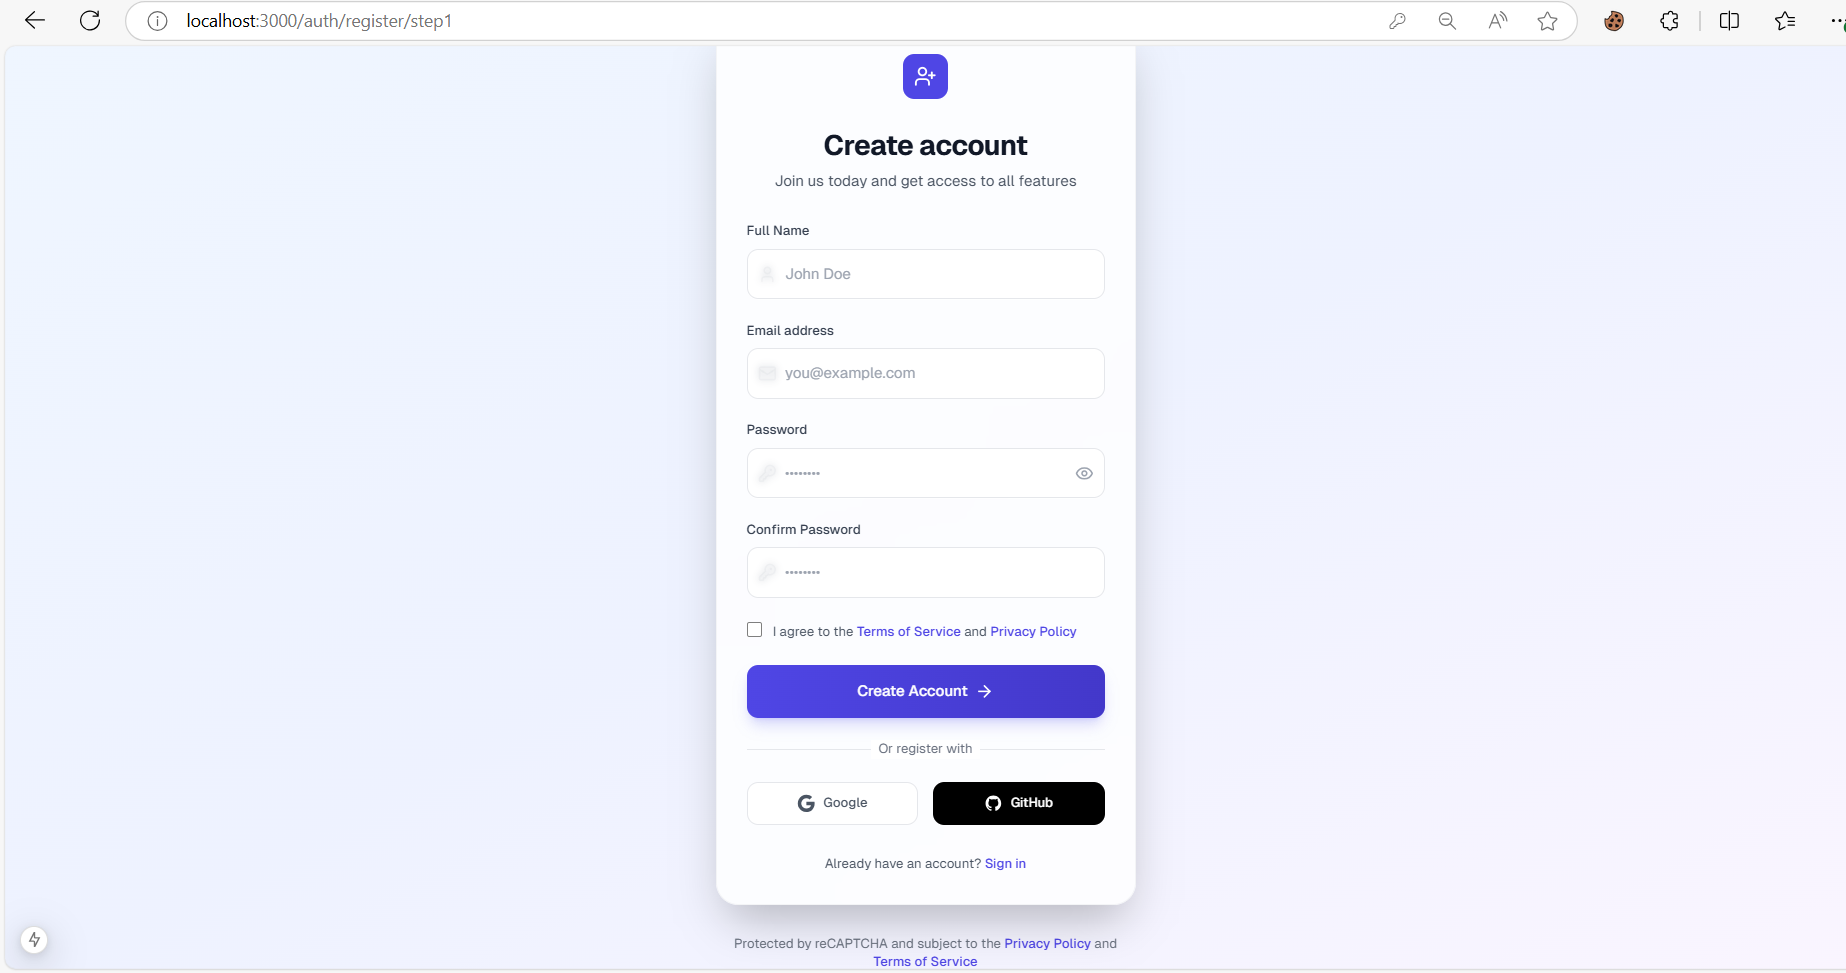 localhost:3000/auth/register/step1
Create account
Join us today and get access to all features
Full Name
John Doe
Email address
you@example.com
Password
••••••••
Confirm Password
••••••••
I agree to the Terms of Service and Privacy Policy
Create Account →
Or register with
Google GitHub
Already have an account? Sign in
Protected by reCAPTCHA and subject to the Privacy Policy and
Terms of Service